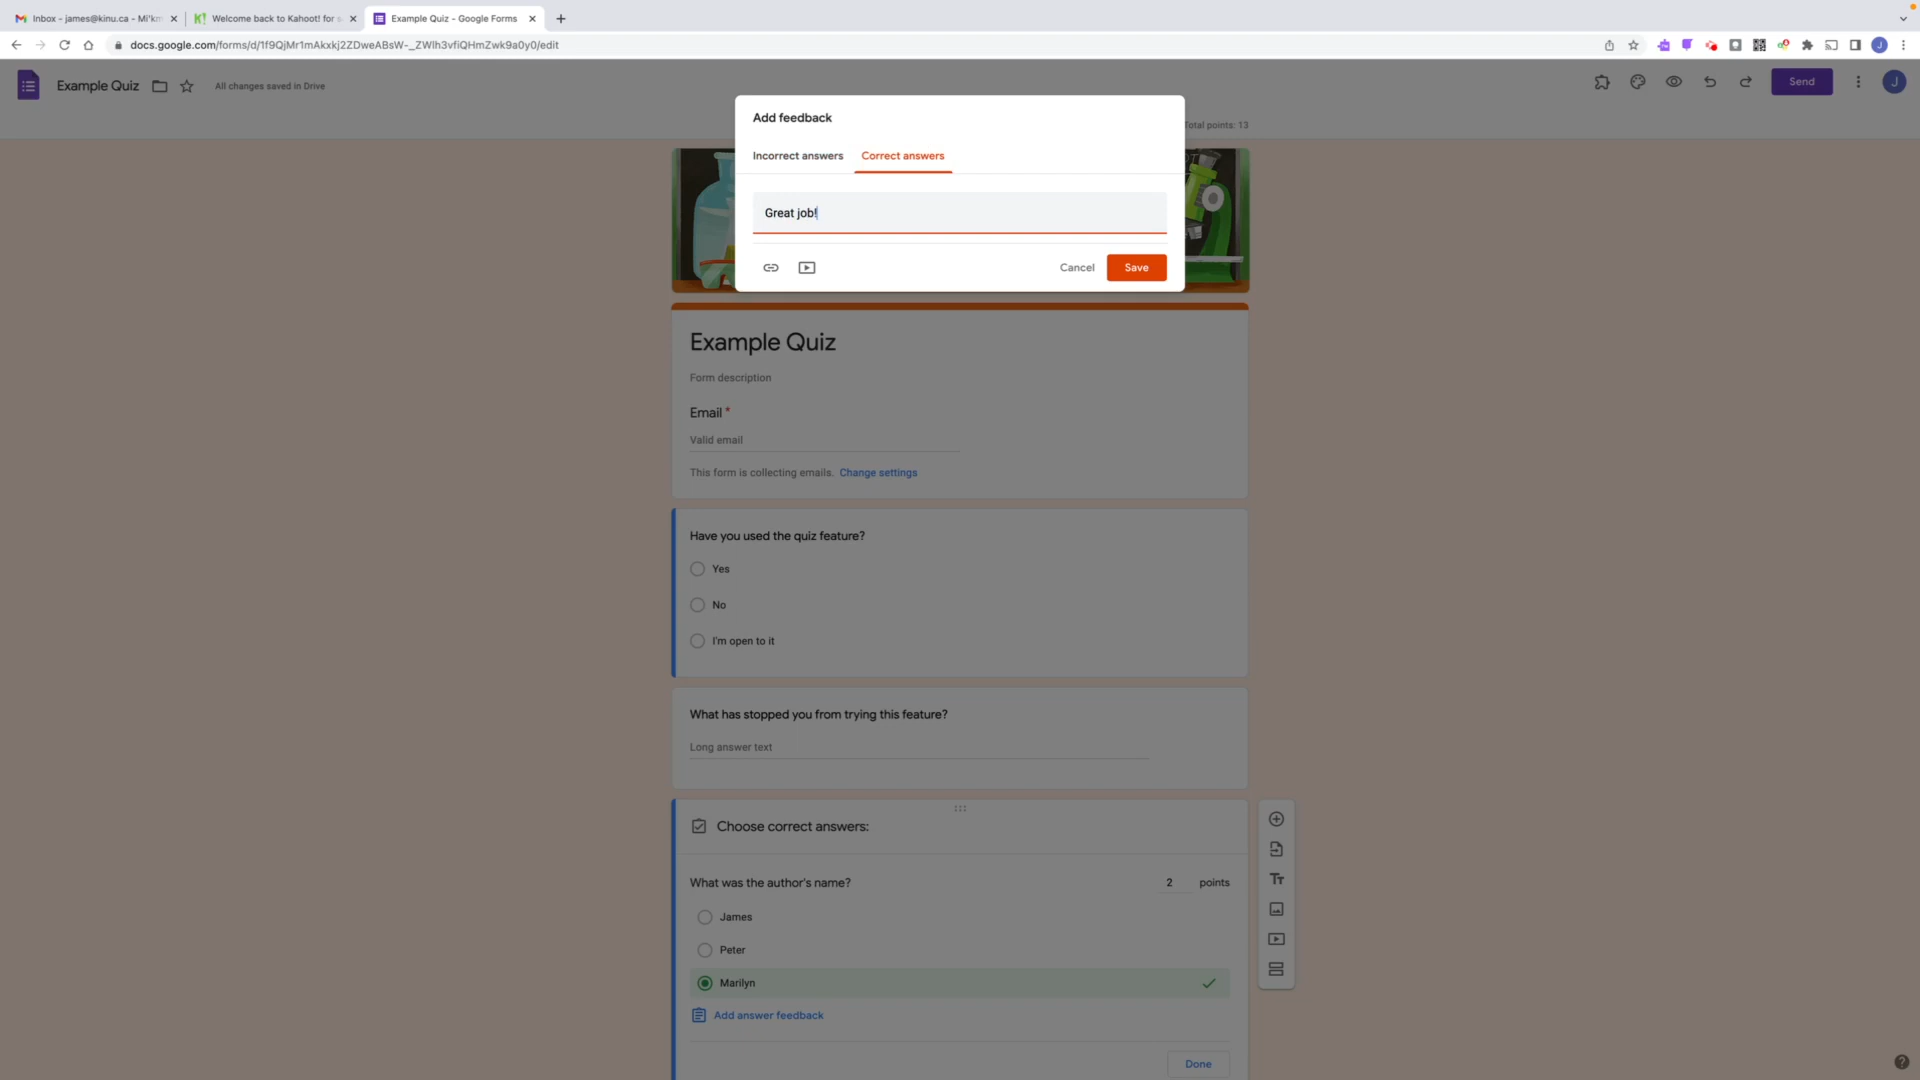 Inbox - james@kinu.ca - Mi'km
Welcome back to Kahoot! for s
Example Quiz - Google Forms
docs.google.com/forms/d/1f9QjMr1mAkxkj2ZDweABsW-_ZWlh3vfiQHmZwk9a0y0/edit
J
Example Quiz
All changes saved in Drive
Send
J
Total points: 13
Add feedback
Incorrect answers
Correct answers
Great job!
Cancel
Save
Example Quiz
Form description
Email *
Valid email
This form is collecting emails. Change settings
Have you used the quiz feature?
Yes
No
I'm open to it
What has stopped you from trying this feature?
Long answer text
Choose correct answers:
What was the author's name?
2 points
James
Peter
Marilyn
Add answer feedback
Done